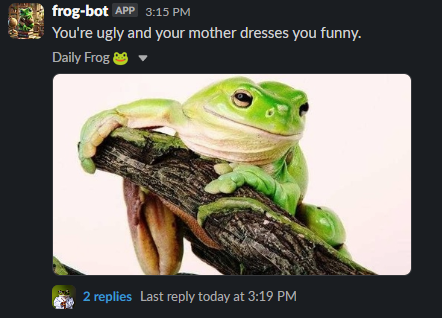 frog-bot APP 3:15 PM
You're ugly and your mother dresses you funny.
Daily Frog 🐸
2 replies Last reply today at 3:19 PM